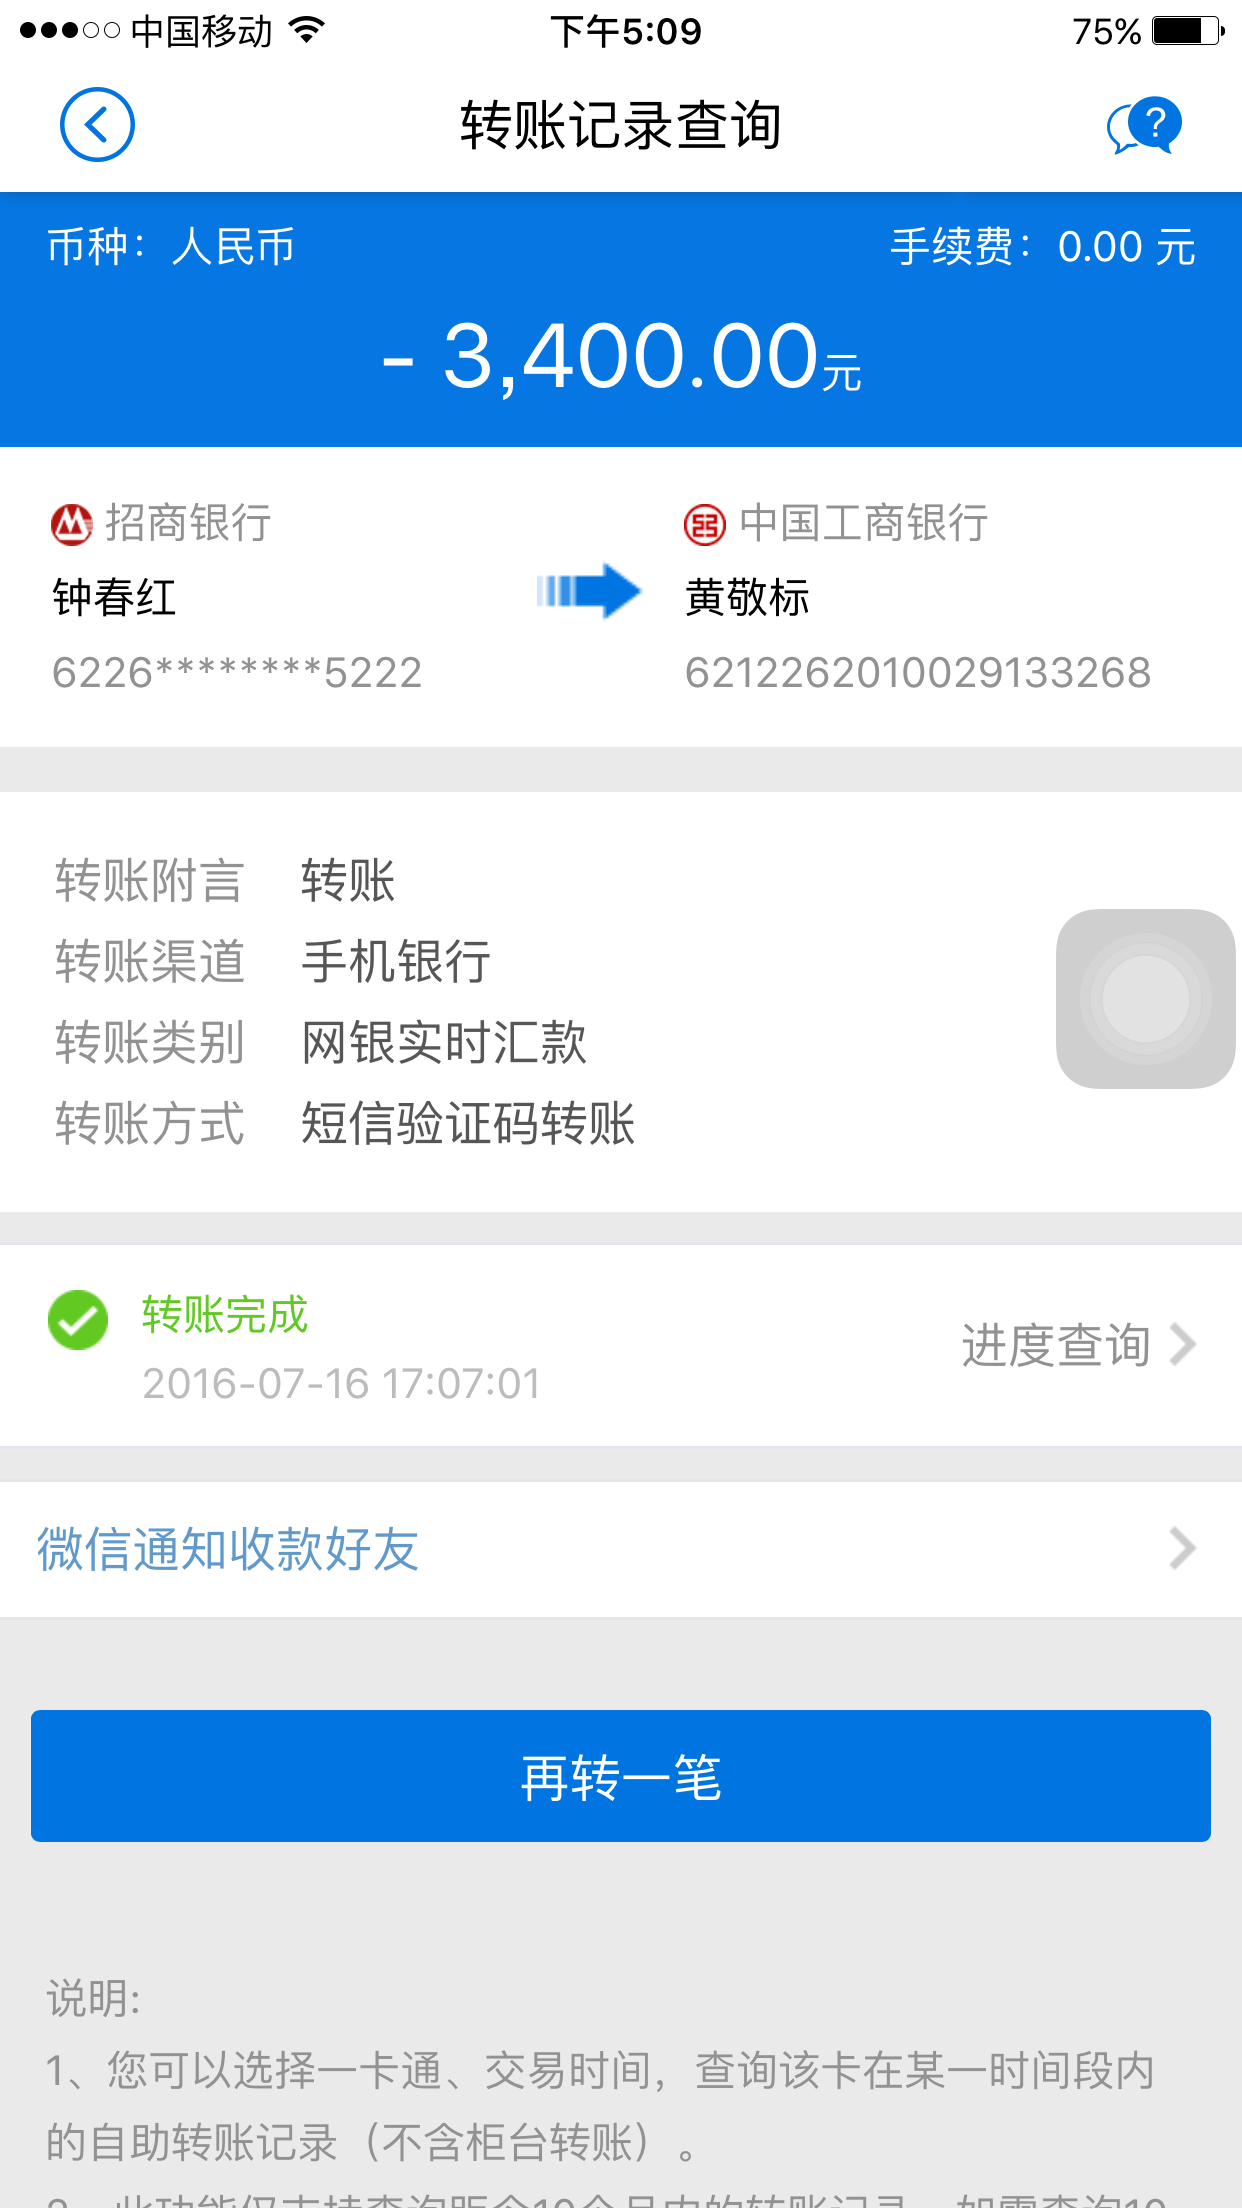 中国移动 下午5:09 75%
转账记录查询
币种：人民币 手续费：0.00 元
- 3,400.00元
招商银行 中国工商银行
钟春红 黄敬标
6226********5222 6212262010029133268
转账附言 转账
转账渠道 手机银行
转账类别 网银实时汇款
转账方式 短信验证码转账
转账完成
2016-07-16 17:07:01
进度查询
微信通知收款好友
再转一笔
说明:
1、您可以选择一卡通、交易时间，查询该卡在某一时间段内
的自助转账记录（不含柜台转账）。